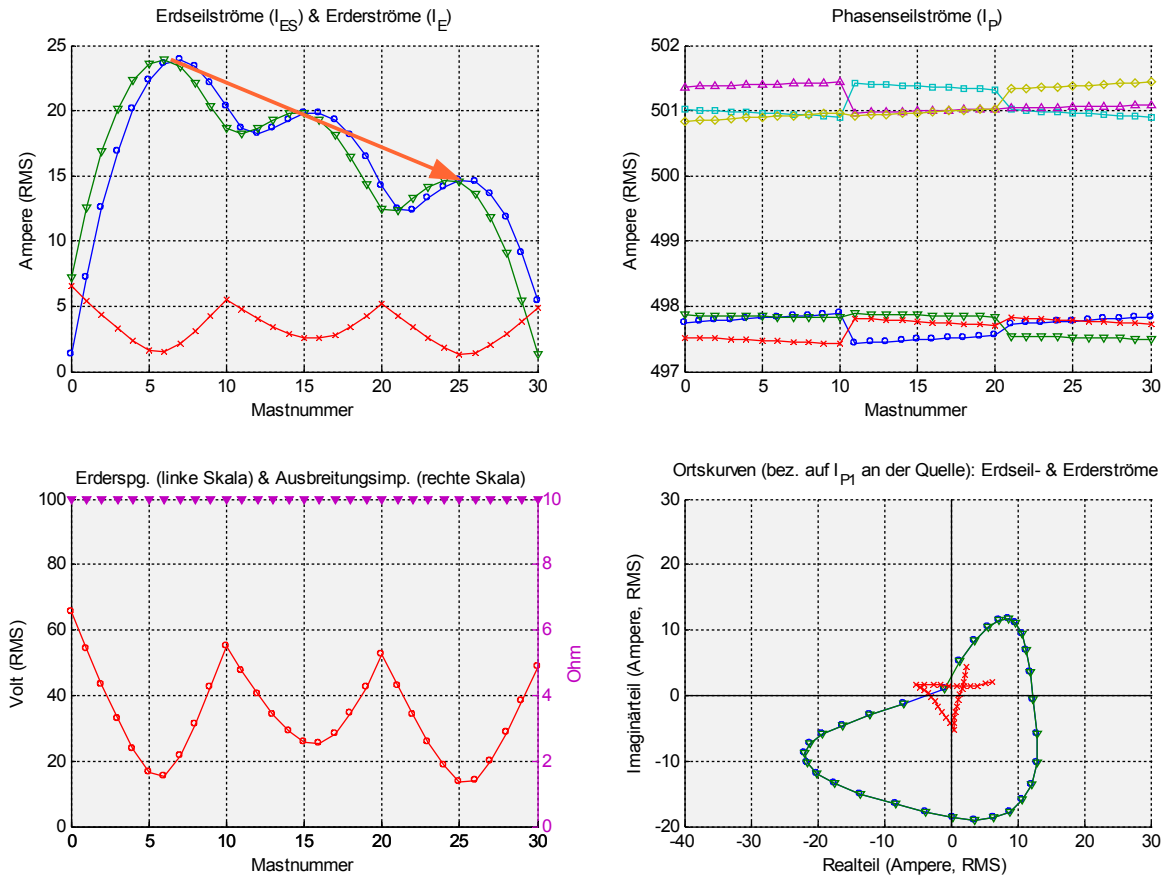 Erdseilströme (I_ES) & Erderströme (I_E)
Ampere (RMS)
25
20
15
10
5
0
0 5 10 15 20 25 30
Mastnummer
Phasenseilströme (I_P)
Ampere (RMS)
502
501
500
499
498
497
0 5 10 15 20 25 30
Mastnummer
Erderspg. (linke Skala) & Ausbreitungsimp. (rechte Skala)
Volt (RMS)
100
80
60
40
20
0
10
8
6
4
2
0
Ohm
0 5 10 15 20 25 30
Mastnummer
Ortskurven (bez. auf I_P1 an der Quelle): Erdseil- & Erderströme
Imaginärteil (Ampere, RMS)
30
20
10
0
-10
-20
-40 -30 -20 -10 0 10 20 30
Realteil (Ampere, RMS)